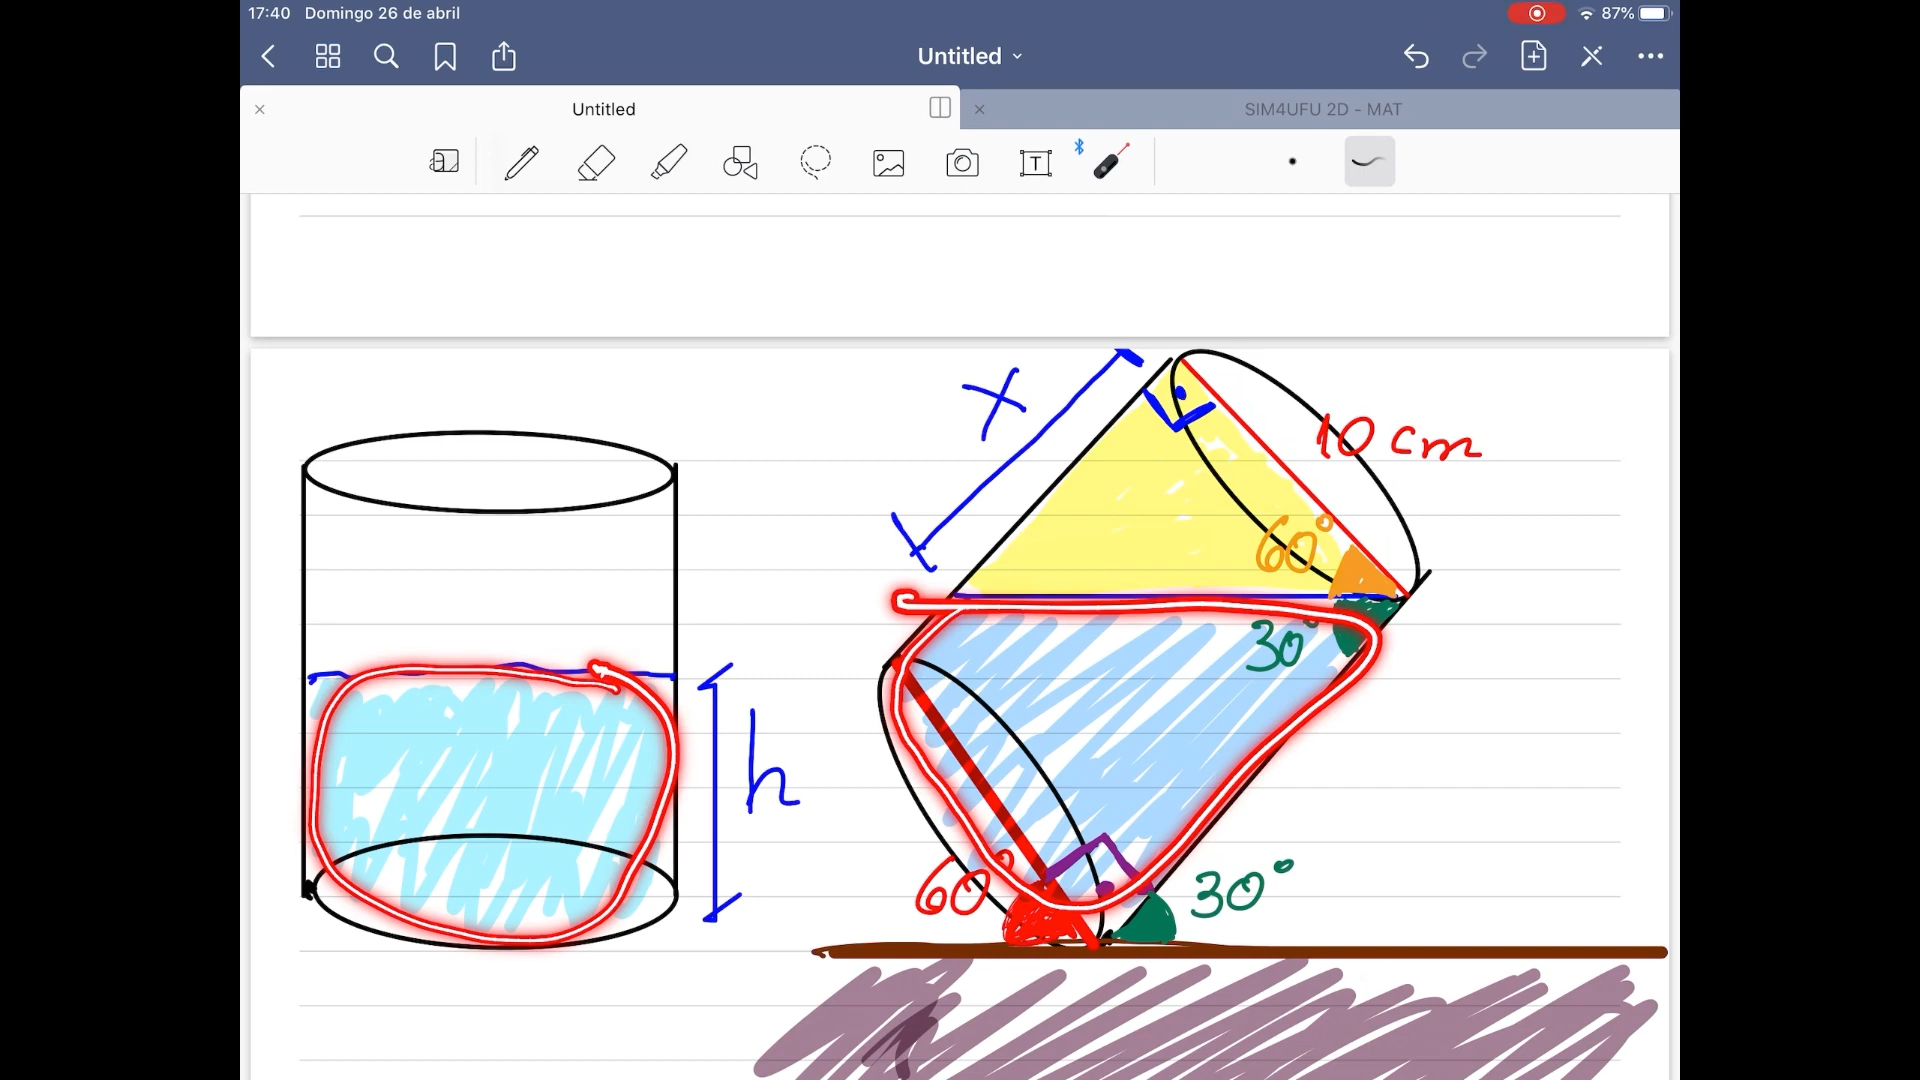 17:40 Domingo 26 de abril
87%
Untitled
Untitled
SIM4UFU 2D - MAT
a
T
x
10 cm
60°
30°
h
60°
30°